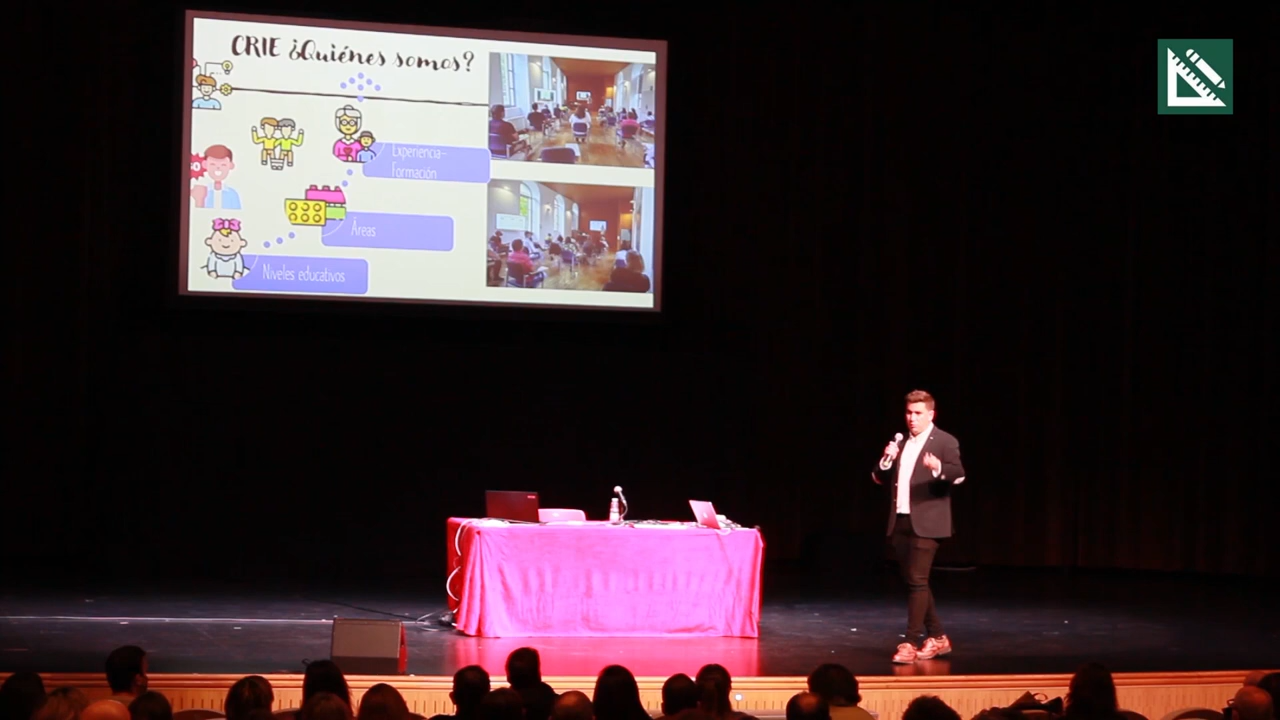 CRIE ¿Quiénes somos?
Experiencia-
Formación
Áreas
Niveles educativos